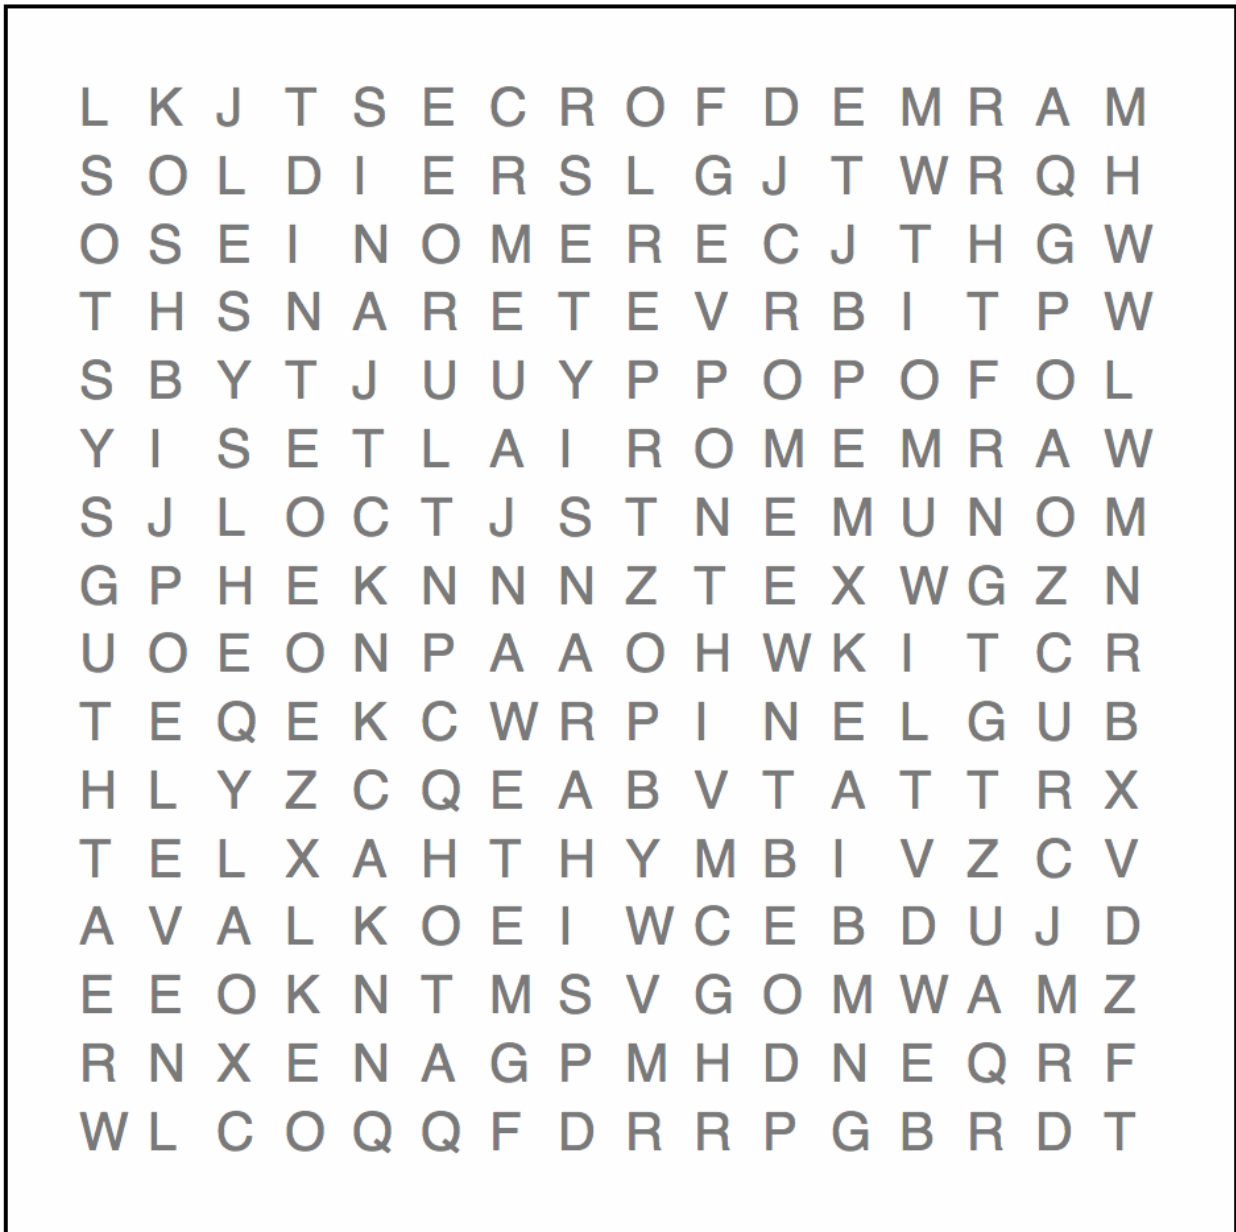 L K J T S E C R O F D E M R A M
S O L D I E R S L G J T W R Q H
O S E I N O M E R E C J T H G W
T H S N A R E T E V R B I T P W
S B Y T J U U Y P P O P O F O L
Y I S E T L A I R O M E M R A W
S J L O C T J S T N E M U N O M
G P H E K N N N Z T E X W G Z N
U O E O N P A A O H W K I T C R
T E Q E K C W R P I N E L G U B
H L Y Z C Q E A B V T A T T R X
T E L X A H T H Y M B I V Z C V
A V A L K O E I W C E B D U J D
E E O K N T M S V G O M W A M Z
R N X E N A G P M H D N E Q R F
W L C O Q Q F D R R P G B R D T